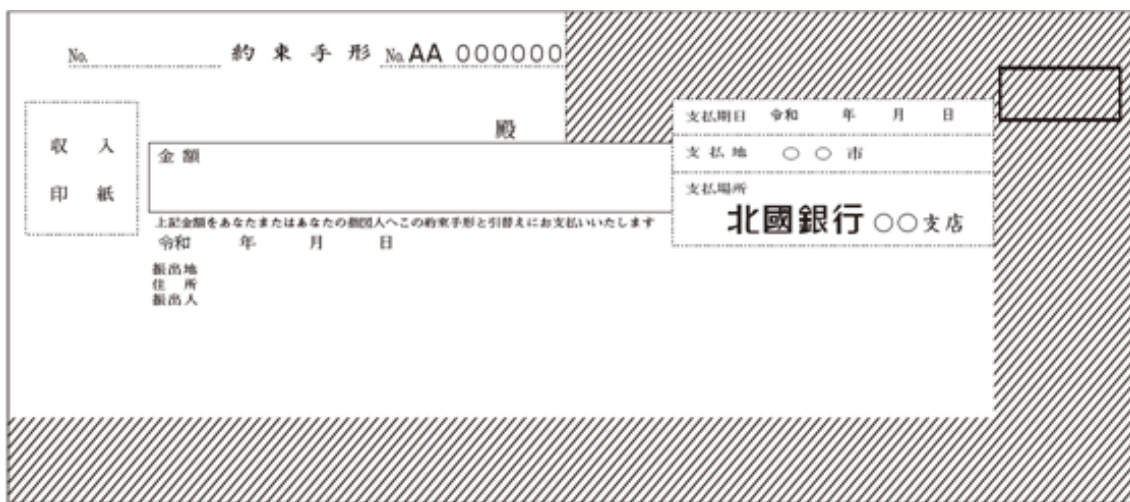 No. 約束手形 No. AA 000000
収入
印紙
殿
金額
上記金額をあなたまたはあなたの指図人へこの約束手形と引替えにお支払いいたします
令和 年 月 日
振出地
住所
振出人
支払期日 令和 年 月 日
支払地 ○○市
支払場所
北國銀行○○支店